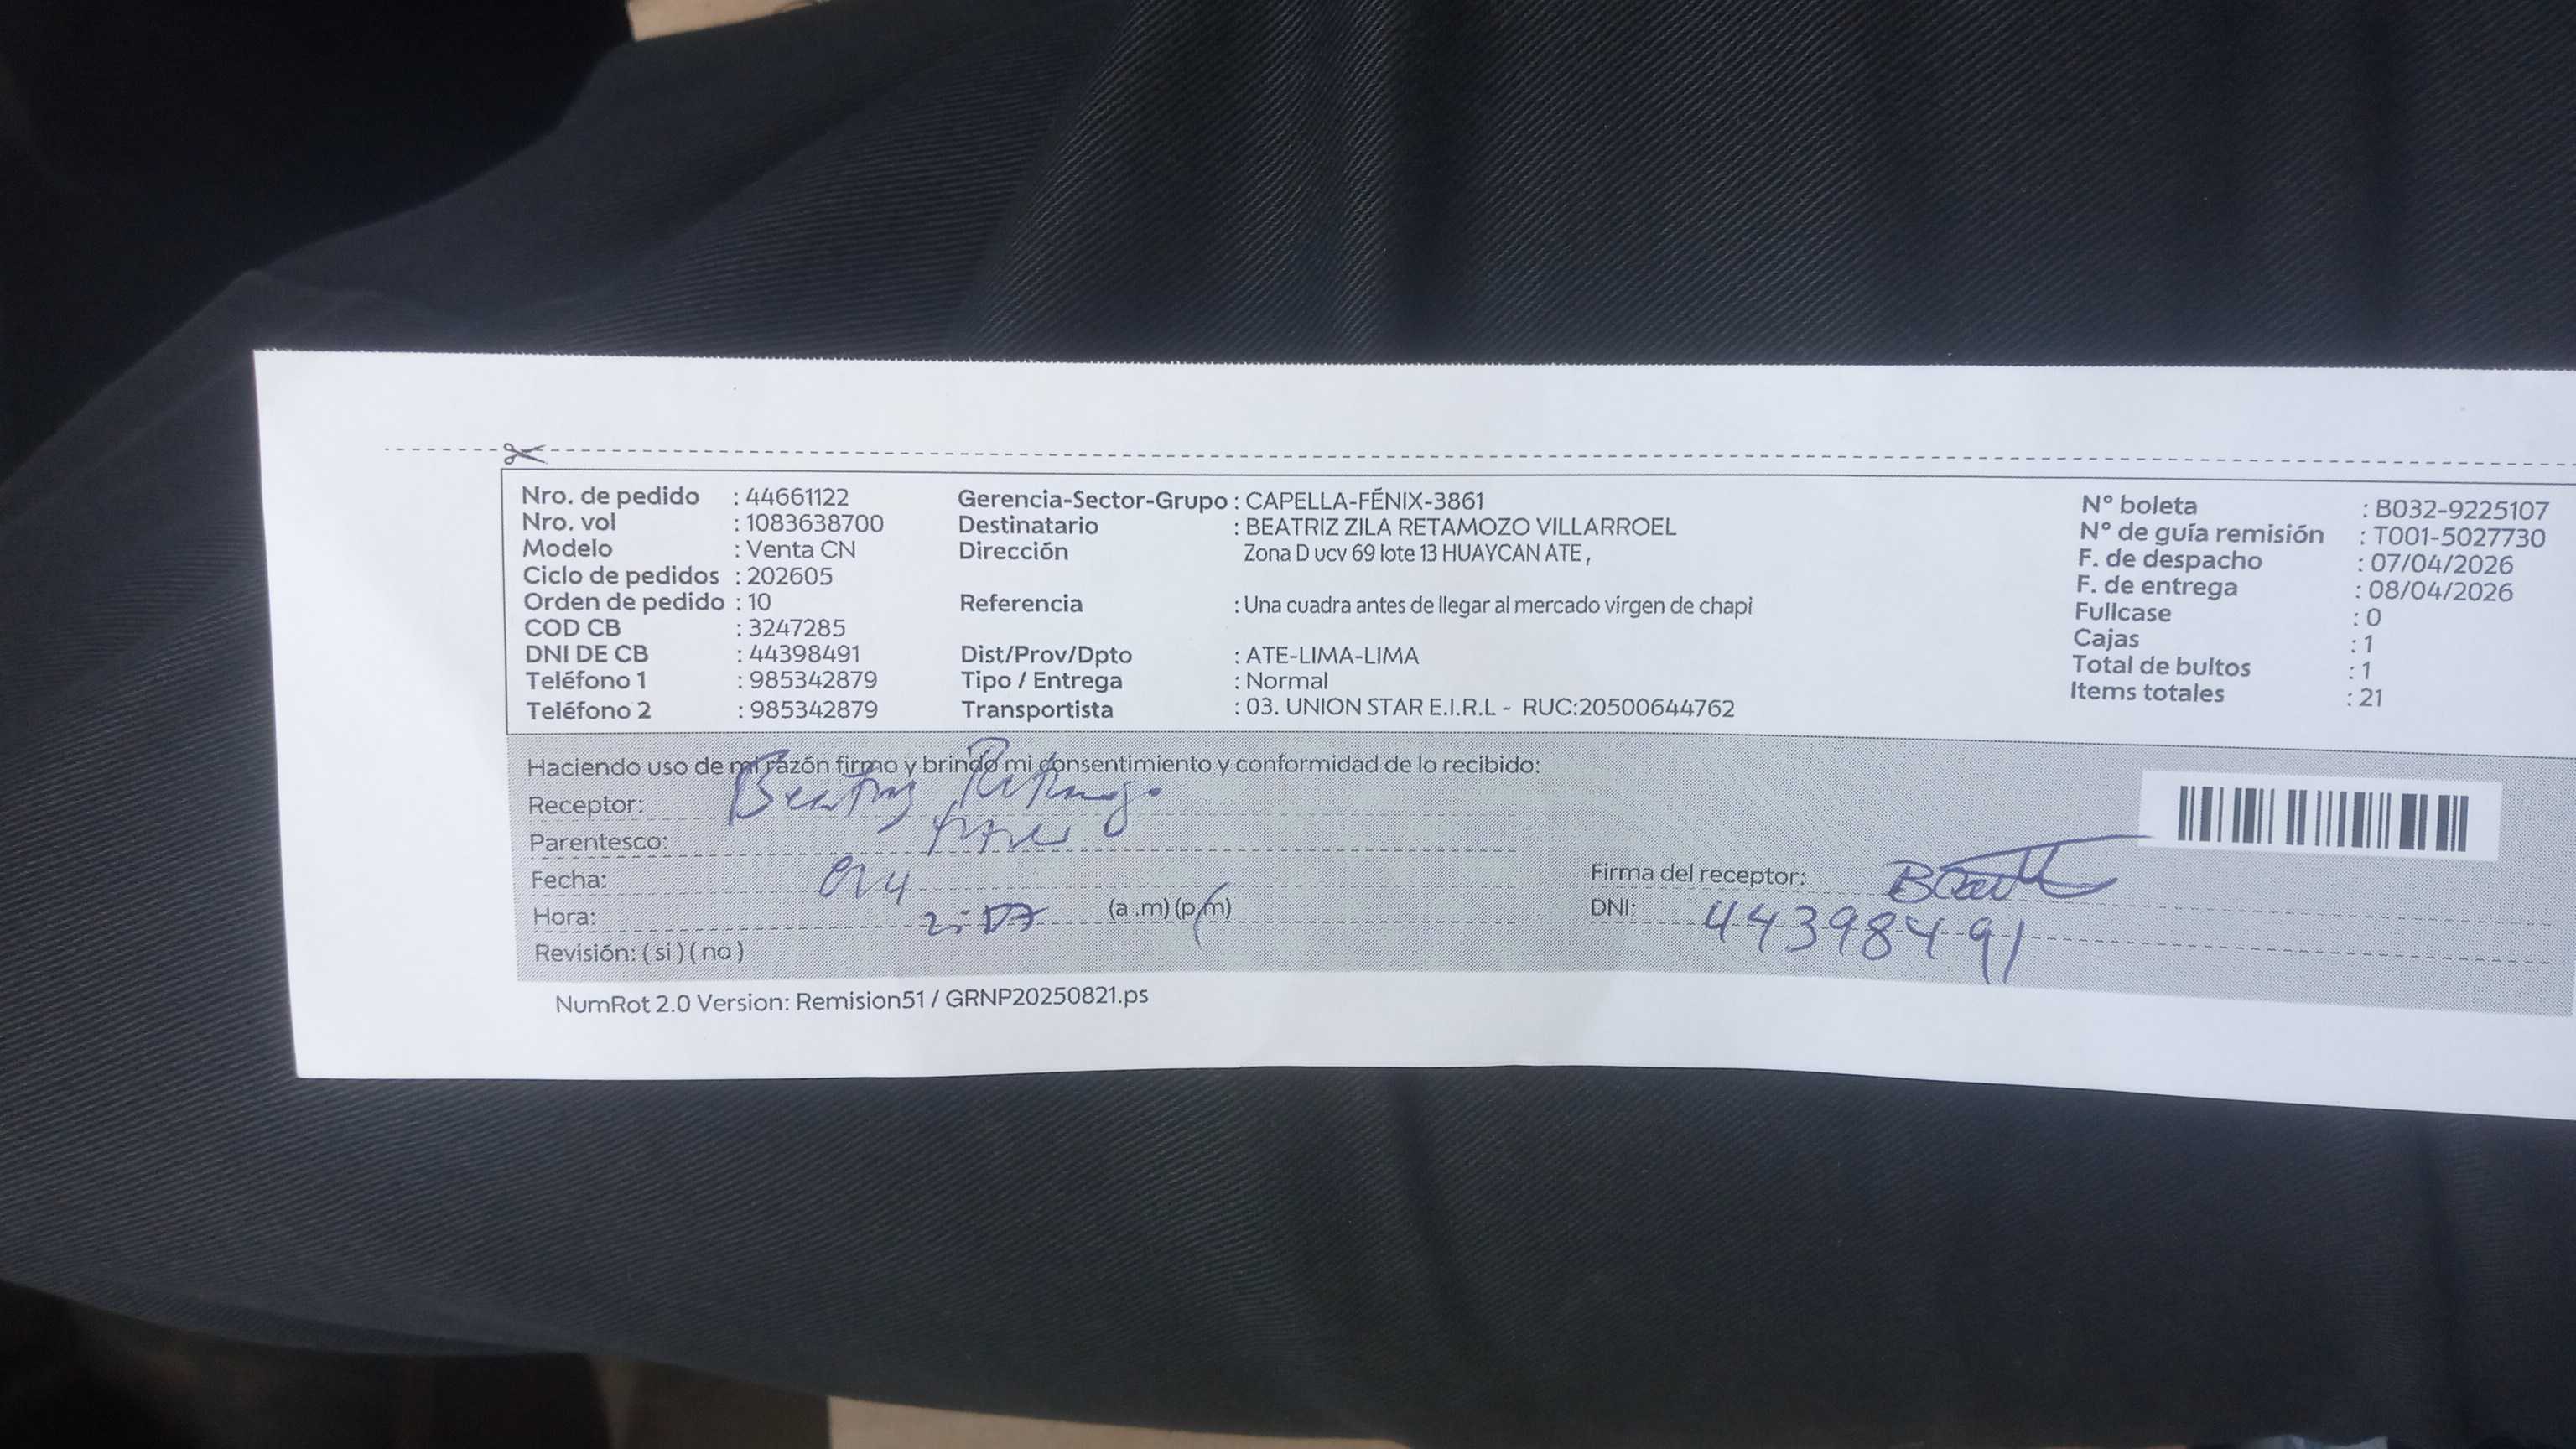 Nro. de pedido : 44661122
Nro. vol : 1083638700
Modelo : Venta CN
Ciclo de pedidos : 202605
Orden de pedido : 10
COD CB : 3247285
DNI DE CB : 44398491
Teléfono 1 : 985342879
Teléfono 2 : 985342879
Gerencia-Sector-Grupo : CAPELLA-FÉNIX-3861
Destinatario : BEATRIZ ZILA RETAMOZO VILLARROEL
Dirección Zona D ucv 69 lote 13 HUAYCAN ATE ,
Referencia : Una cuadra antes de llegar al mercado virgen de chapi
Dist/Prov/Dpto : ATE-LIMA-LIMA
Tipo / Entrega : Normal
Transportista : 03. UNION STAR E.I.R.L - RUC:20500644762
N° boleta : B032-9225107
N° de guía remisión : T001-5027730
F. de despacho : 07/04/2026
F. de entrega : 08/04/2026
Fullcase : 0
Cajas : 1
Total de bultos : 1
Items totales : 21
Haciendo uso de mi razón firmo y brindo mi consentimiento y conformidad de lo recibido:
Receptor: Beatriz Retamozo
Parentesco:
Fecha:
Hora: (a .m) (p.m)
Revisión: ( si ) ( no )
Firma del receptor:
DNI: 44398491
NumRot 2.0 Version: Remision51 / GRNP20250821.ps